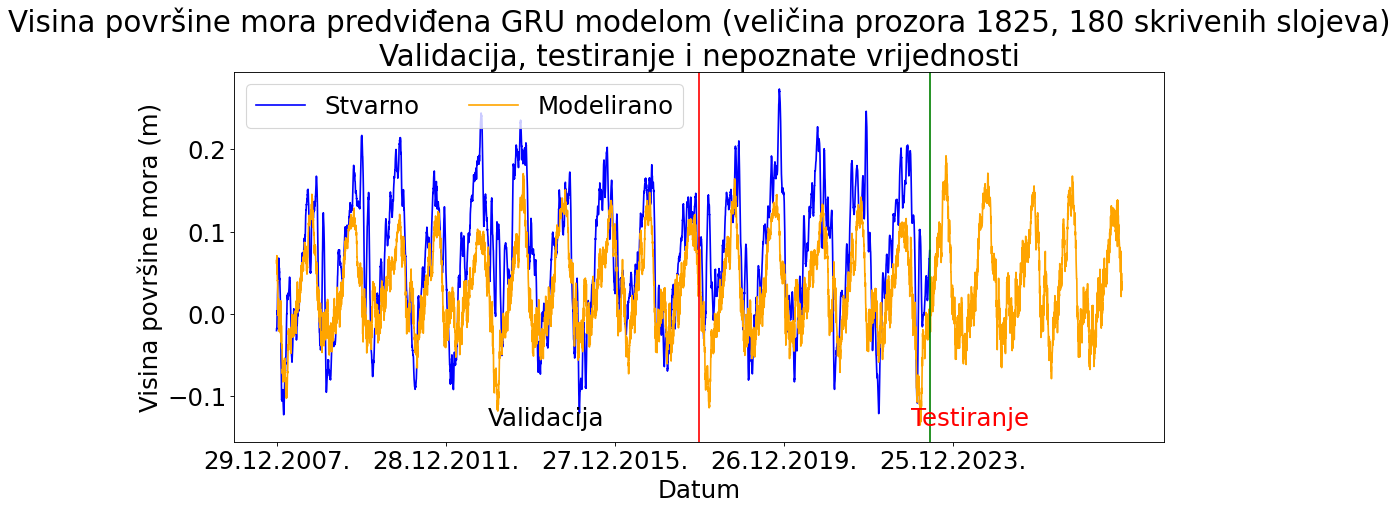 Visina površine mora predviđena GRU modelom (veličina prozora 1825, 180 skrivenih slojeva)
Validacija, testiranje i nepoznate vrijednosti
Stvarno
Modelirano
Visina površine mora (m)
0.2
0.1
0.0
−0.1
Validacija
Testiranje
29.12.2007.
28.12.2011.
27.12.2015.
26.12.2019.
25.12.2023.
Datum